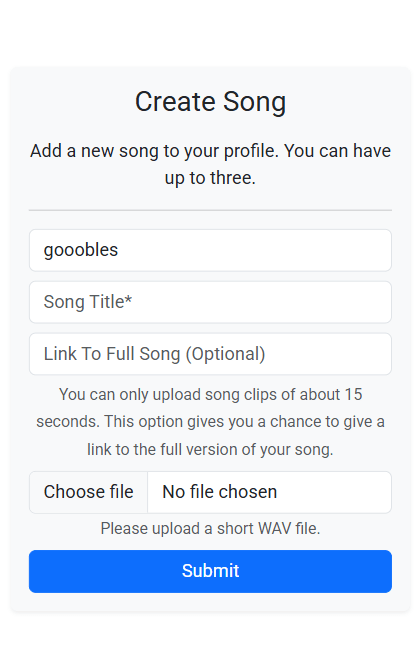 Create Song
Add a new song to your profile. You can have
up to three.
gooobles
Song Title*
Link To Full Song (Optional)
You can only upload song clips of about 15
seconds. This option gives you a chance to give a
link to the full version of your song.
Choose file No file chosen
Please upload a short WAV file.
Submit